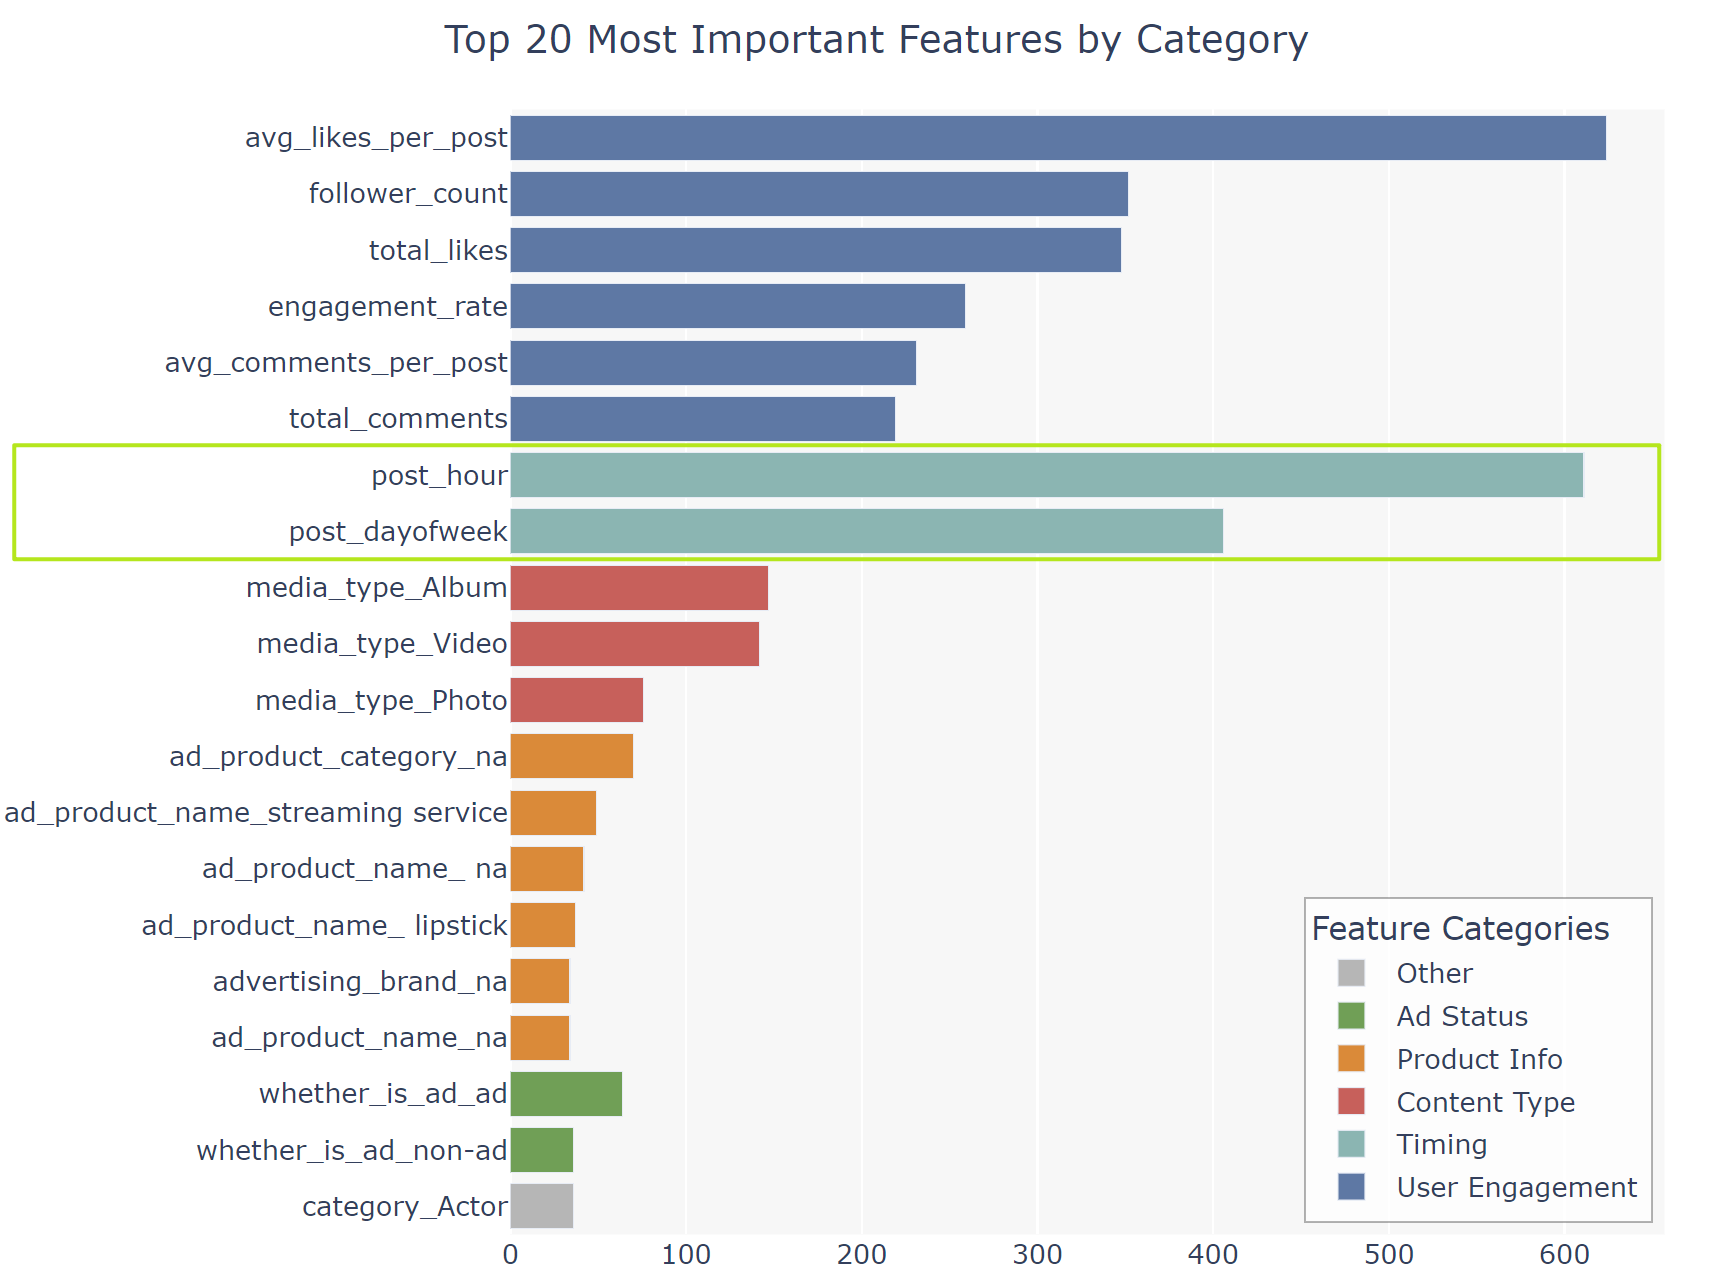 Top 20 Most Important Features by Category
avg_likes_per_post
follower_count
total_likes
engagement_rate
avg_comments_per_post
total_comments
post_hour
post_dayofweek
media_type_Album
media_type_Video
media_type_Photo
ad_product_category_na
ad_product_name_streaming service
ad_product_name_ na
ad_product_name_ lipstick
advertising_brand_na
ad_product_name_na
whether_is_ad_ad
whether_is_ad_non-ad
category_Actor
0 100 200 300 400 500 600
Feature Categories
Other
Ad Status
Product Info
Content Type
Timing
User Engagement